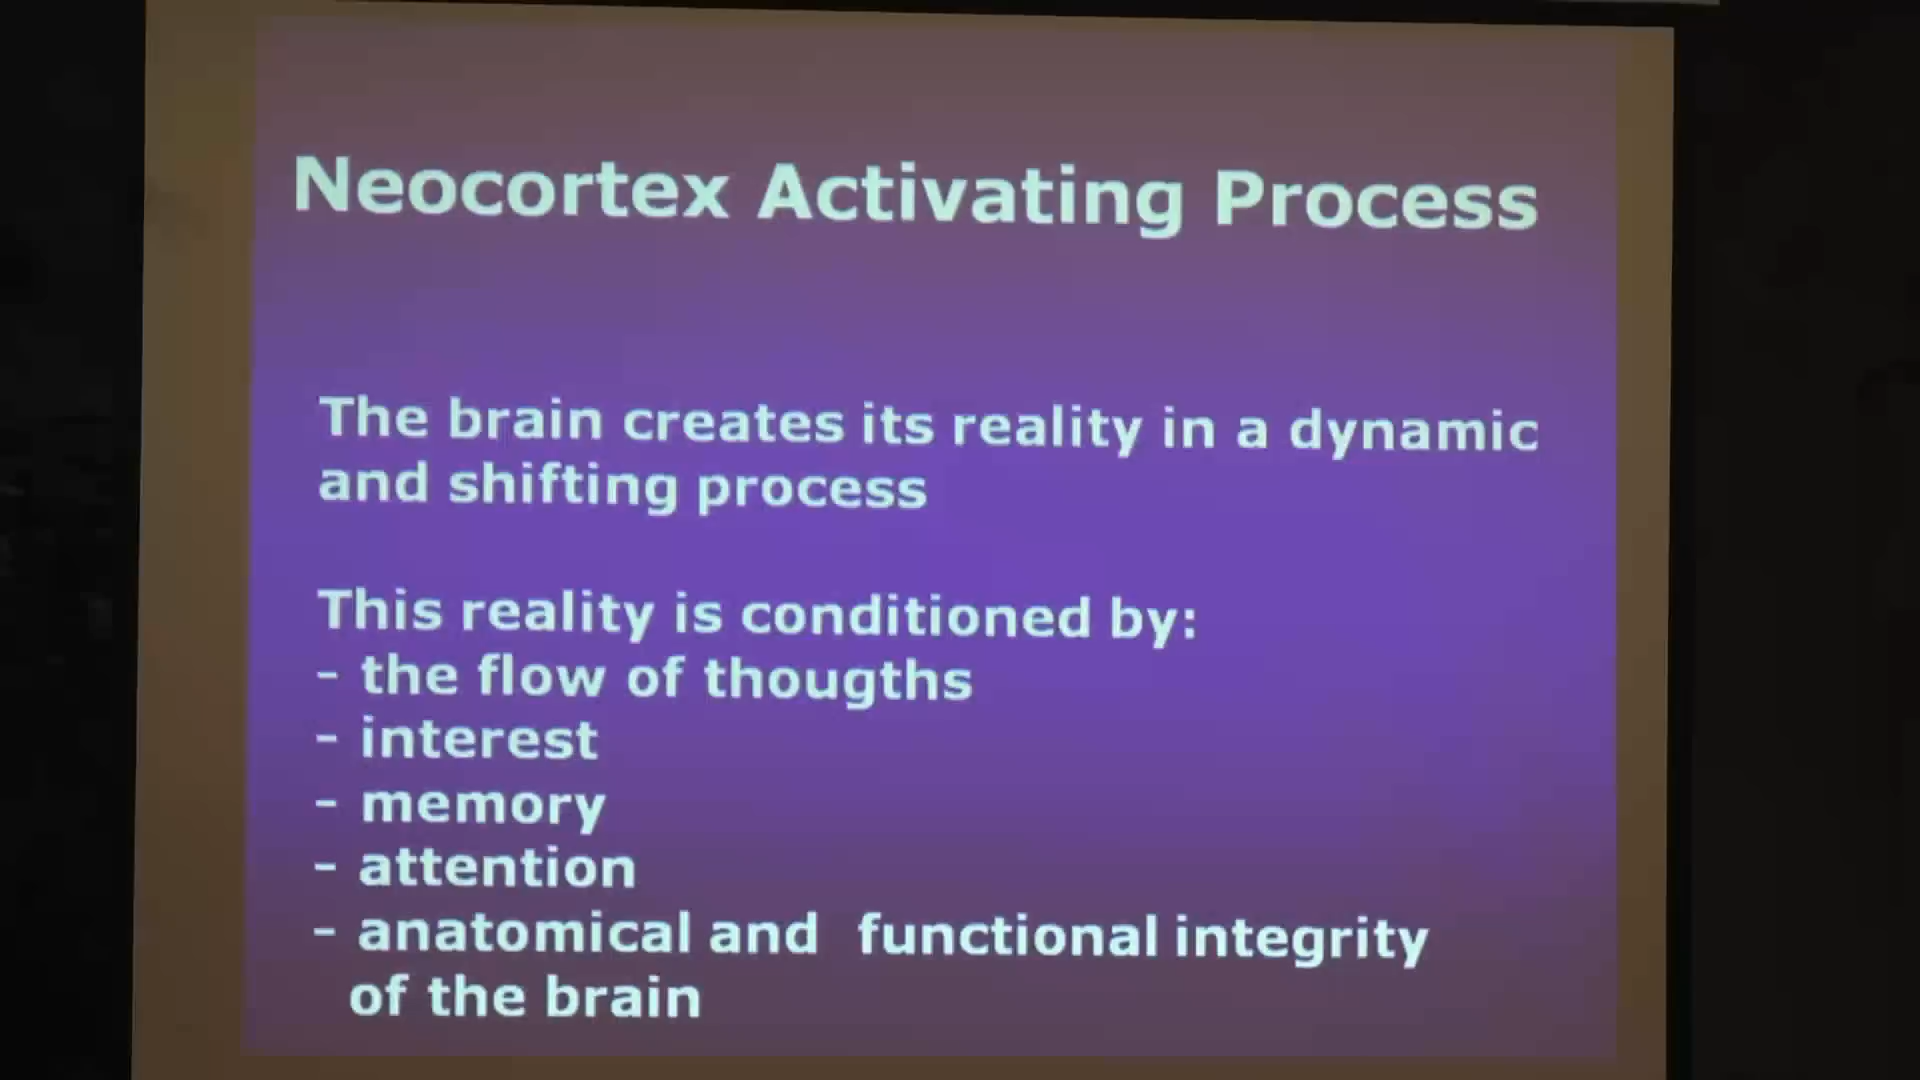 Neocortex Activating Process
The brain creates its reality in a dynamic
and shifting process
This reality is conditioned by:
- the flow of thougths
- interest
- memory
- attention
- anatomical and functional integrity
of the brain